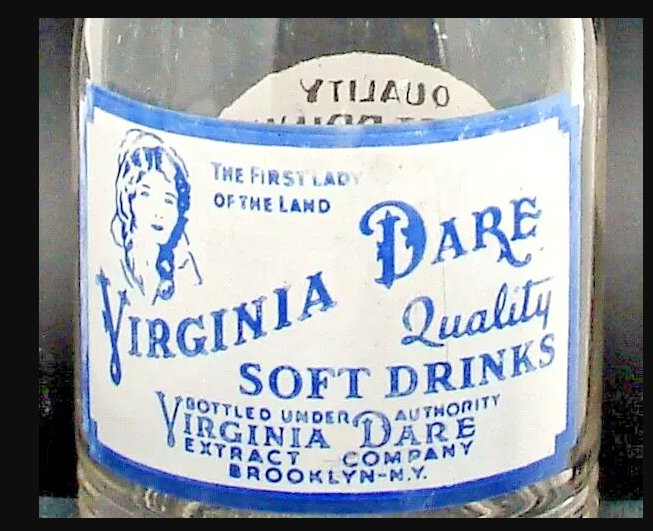 QUALITY
THE FIRST LADY
OF THE LAND
VIRGINIA DARE
Quality
SOFT DRINKS
BOTTLED UNDER AUTHORITY
VIRGINIA DARE
EXTRACT COMPANY
BROOKLYN-N.Y.